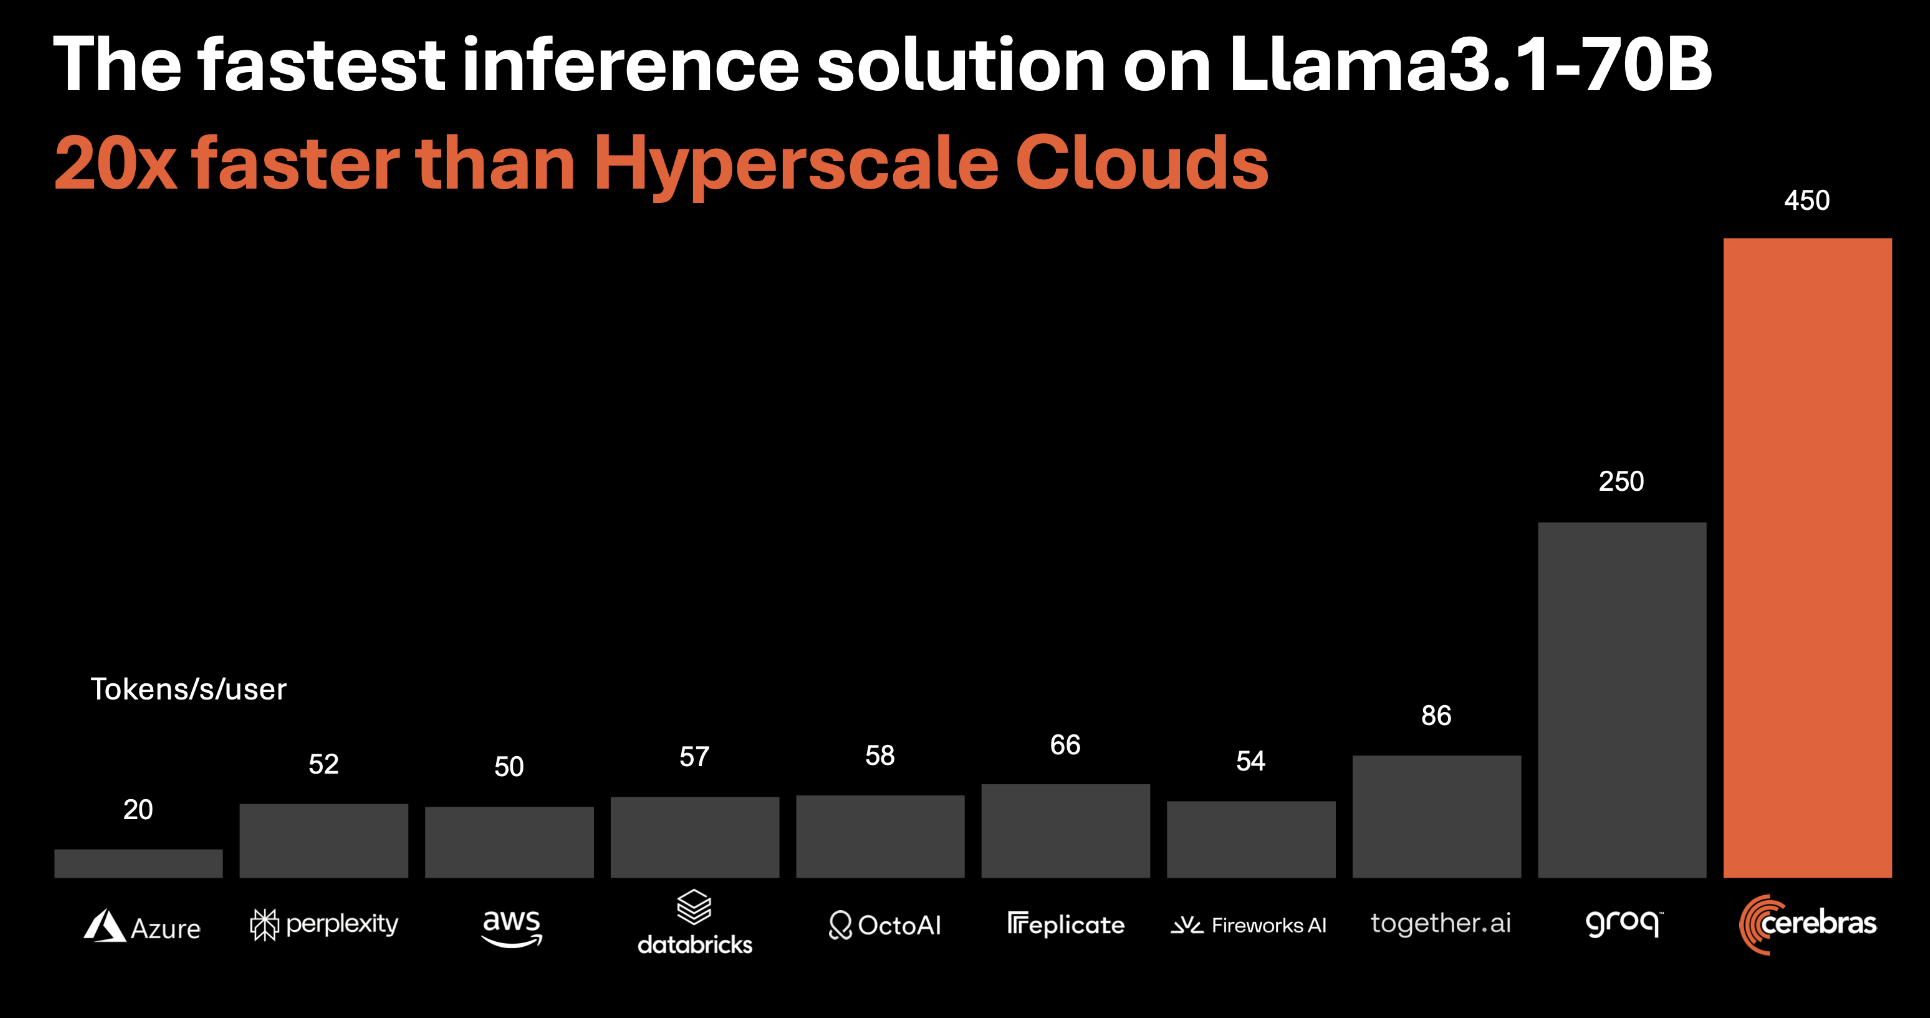 The fastest inference solution on Llama3.1-70B
20x faster than Hyperscale Clouds
Tokens/s/user
20
52
50
57
58
66
54
86
250
450
Azure
perplexity
aws
databricks
OctoAI
Replicate
Fireworks AI
together.ai
groq™
cerebras